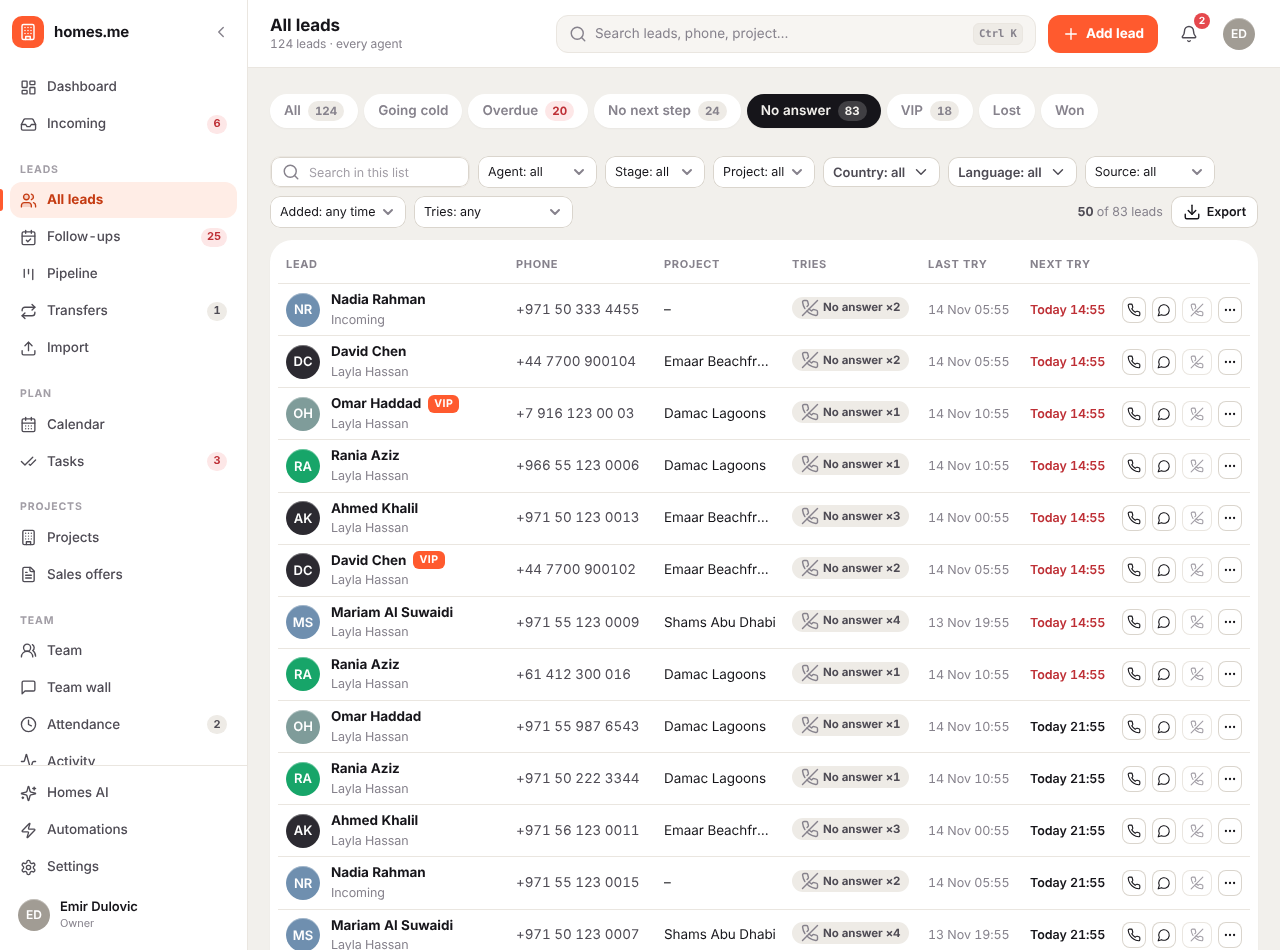 homes.me
Dashboard
Incoming 6
LEADS
All leads
Follow-ups 25
Pipeline
Transfers 1
Import
PLAN
Calendar
Tasks 3
PROJECTS
Projects
Sales offers
TEAM
Team
Team wall
Attendance 2
Activity
Homes AI
Automations
Settings
ED Emir Dulovic
Owner
All leads
124 leads · every agent
Search leads, phone, project... Ctrl K
Add lead
2
ED
All 124 Going cold Overdue 20 No next step 24 No answer 83 VIP 18 Lost Won
Search in this list Agent: all Stage: all Project: all Country: all Language: all Source: all
Added: any time Tries: any 50 of 83 leads Export
LEAD PHONE PROJECT TRIES LAST TRY NEXT TRY
NR Nadia Rahman +971 50 333 4455 – No answer ×2 14 Nov 05:55 Today 14:55
Incoming
DC David Chen +44 7700 900104 Emaar Beachfr... No answer ×2 14 Nov 05:55 Today 14:55
Layla Hassan
OH Omar Haddad VIP +7 916 123 00 03 Damac Lagoons No answer ×1 14 Nov 10:55 Today 14:55
Layla Hassan
RA Rania Aziz +966 55 123 0006 Damac Lagoons No answer ×1 14 Nov 10:55 Today 14:55
Layla Hassan
AK Ahmed Khalil +971 50 123 0013 Emaar Beachfr... No answer ×3 14 Nov 00:55 Today 14:55
Layla Hassan
DC David Chen VIP +44 7700 900102 Emaar Beachfr... No answer ×2 14 Nov 05:55 Today 14:55
Layla Hassan
MS Mariam Al Suwaidi +971 55 123 0009 Shams Abu Dhabi No answer ×4 13 Nov 19:55 Today 14:55
Layla Hassan
RA Rania Aziz +61 412 300 016 Damac Lagoons No answer ×1 14 Nov 10:55 Today 14:55
Layla Hassan
OH Omar Haddad +971 55 987 6543 Damac Lagoons No answer ×1 14 Nov 10:55 Today 21:55
Layla Hassan
RA Rania Aziz +971 50 222 3344 Damac Lagoons No answer ×1 14 Nov 10:55 Today 21:55
Layla Hassan
AK Ahmed Khalil +971 56 123 0011 Emaar Beachfr... No answer ×3 14 Nov 00:55 Today 21:55
Layla Hassan
NR Nadia Rahman +971 55 123 0015 – No answer ×2 14 Nov 05:55 Today 21:55
Incoming
MS Mariam Al Suwaidi +971 50 123 0007 Shams Abu Dhabi No answer ×4 13 Nov 19:55 Today 21:55
Layla Hassan